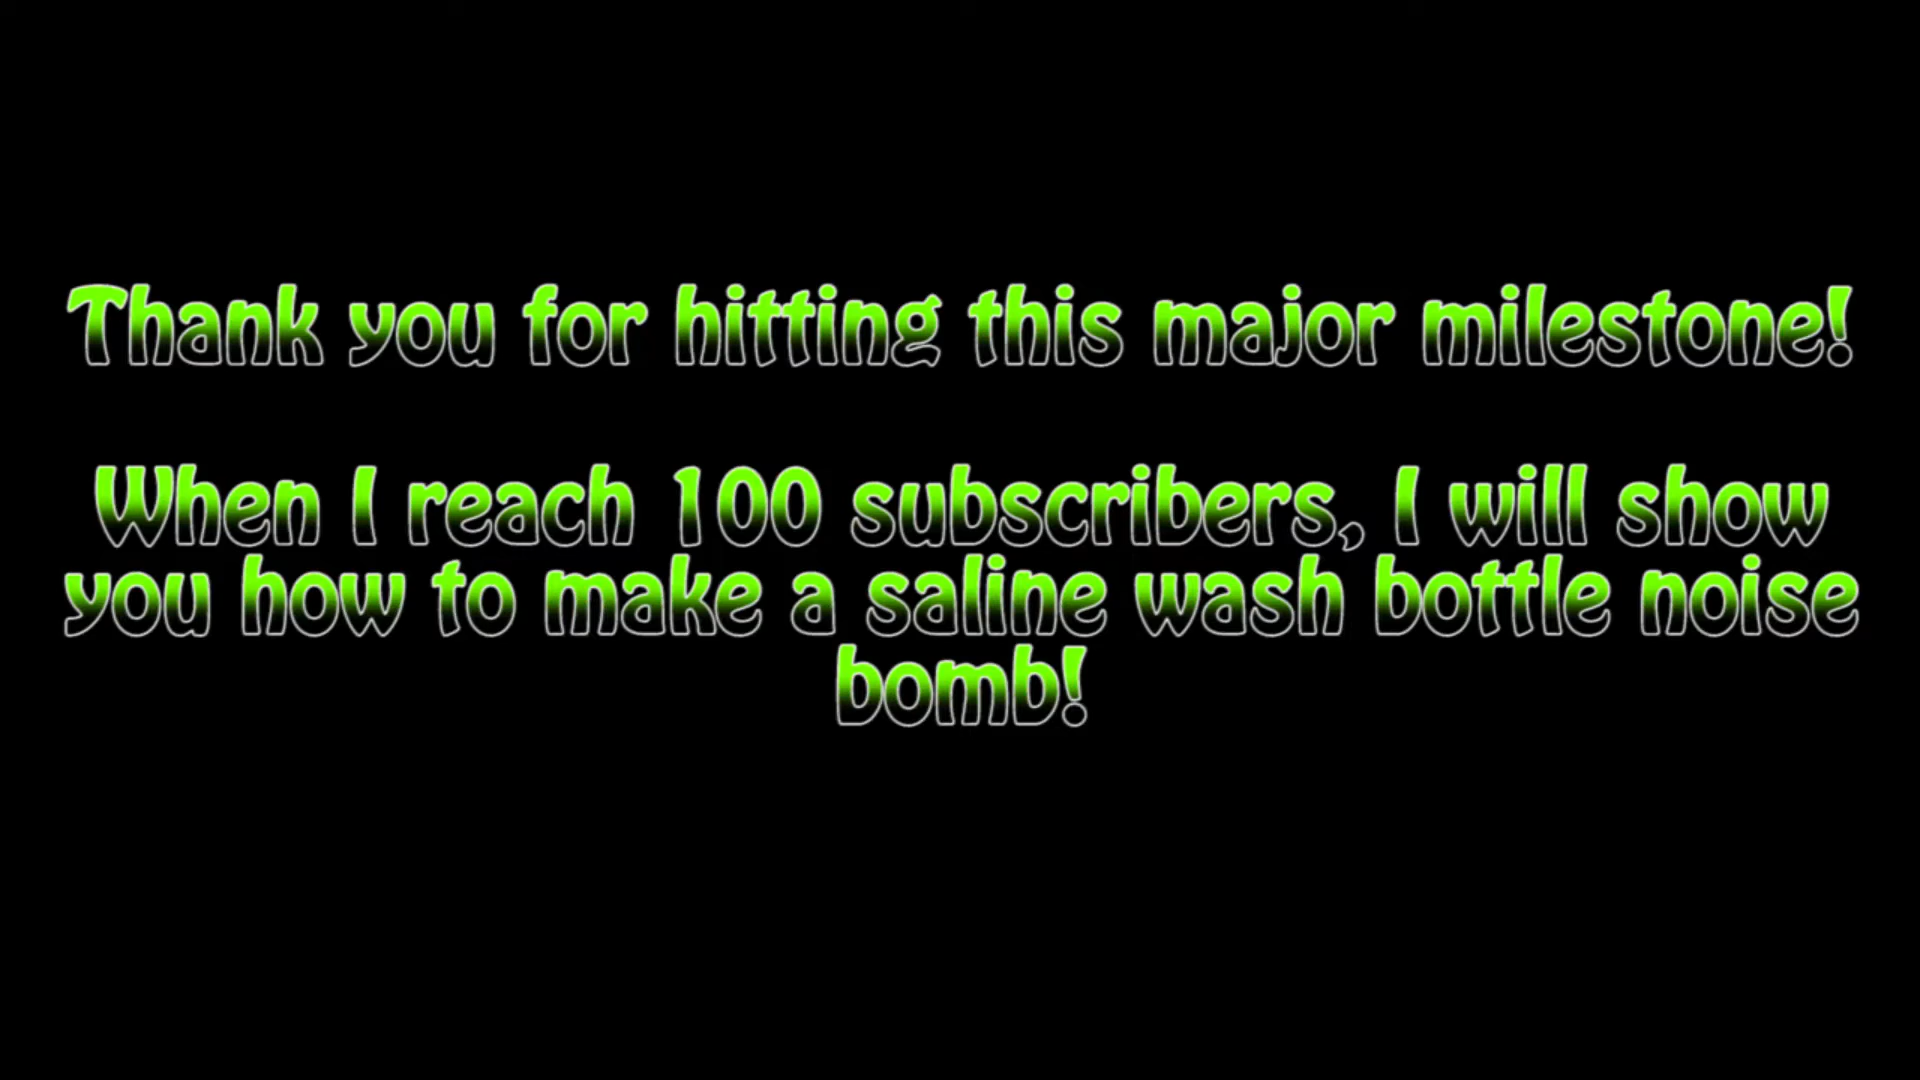 Thank you for hitting this major milestone!
When I reach 100 subscribers, I will show
you how to make a saline wash bottle noise
bomb!